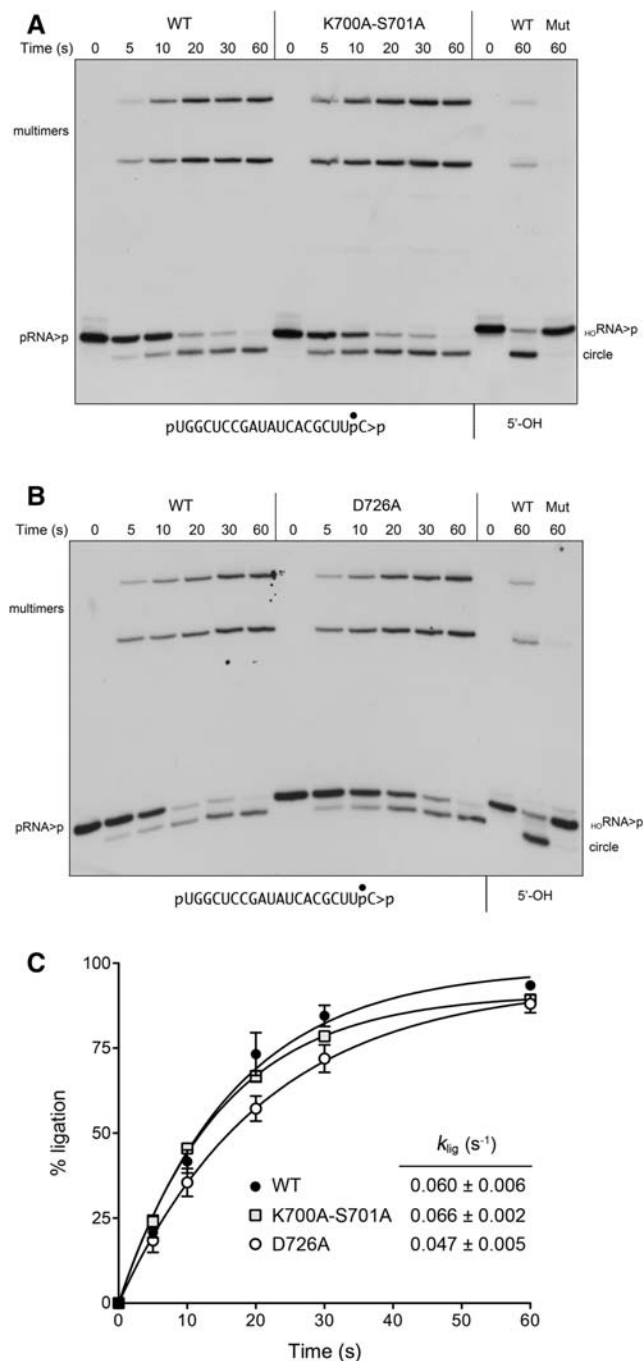 A
WT K700A-S701A WT Mut
Time (s) 0 5 10 20 30 60 0 5 10 20 30 60 0 60 60
multimers
pRNA>p
HORNA>p
circle
pUGGCUCCGAUAUCACGCUUpC>p
5'-OH
B
WT D726A WT Mut
Time (s) 0 5 10 20 30 60 0 5 10 20 30 60 0 60 60
multimers
pRNA>p
HORNA>p
circle
pUGGCUCCGAUAUCACGCUUpC>p
5'-OH
C
100
75
50
25
0
% ligation
klig (s-1)
WT 0.060 ± 0.006
K700A-S701A 0.066 ± 0.002
D726A 0.047 ± 0.005
0 10 20 30 40 50 60
Time (s)